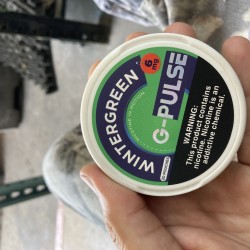 WINTERGREEN
6
mg
G-PULSE
WARNING:
This product contains
nicotine. Nicotine is an
addictive chemical.